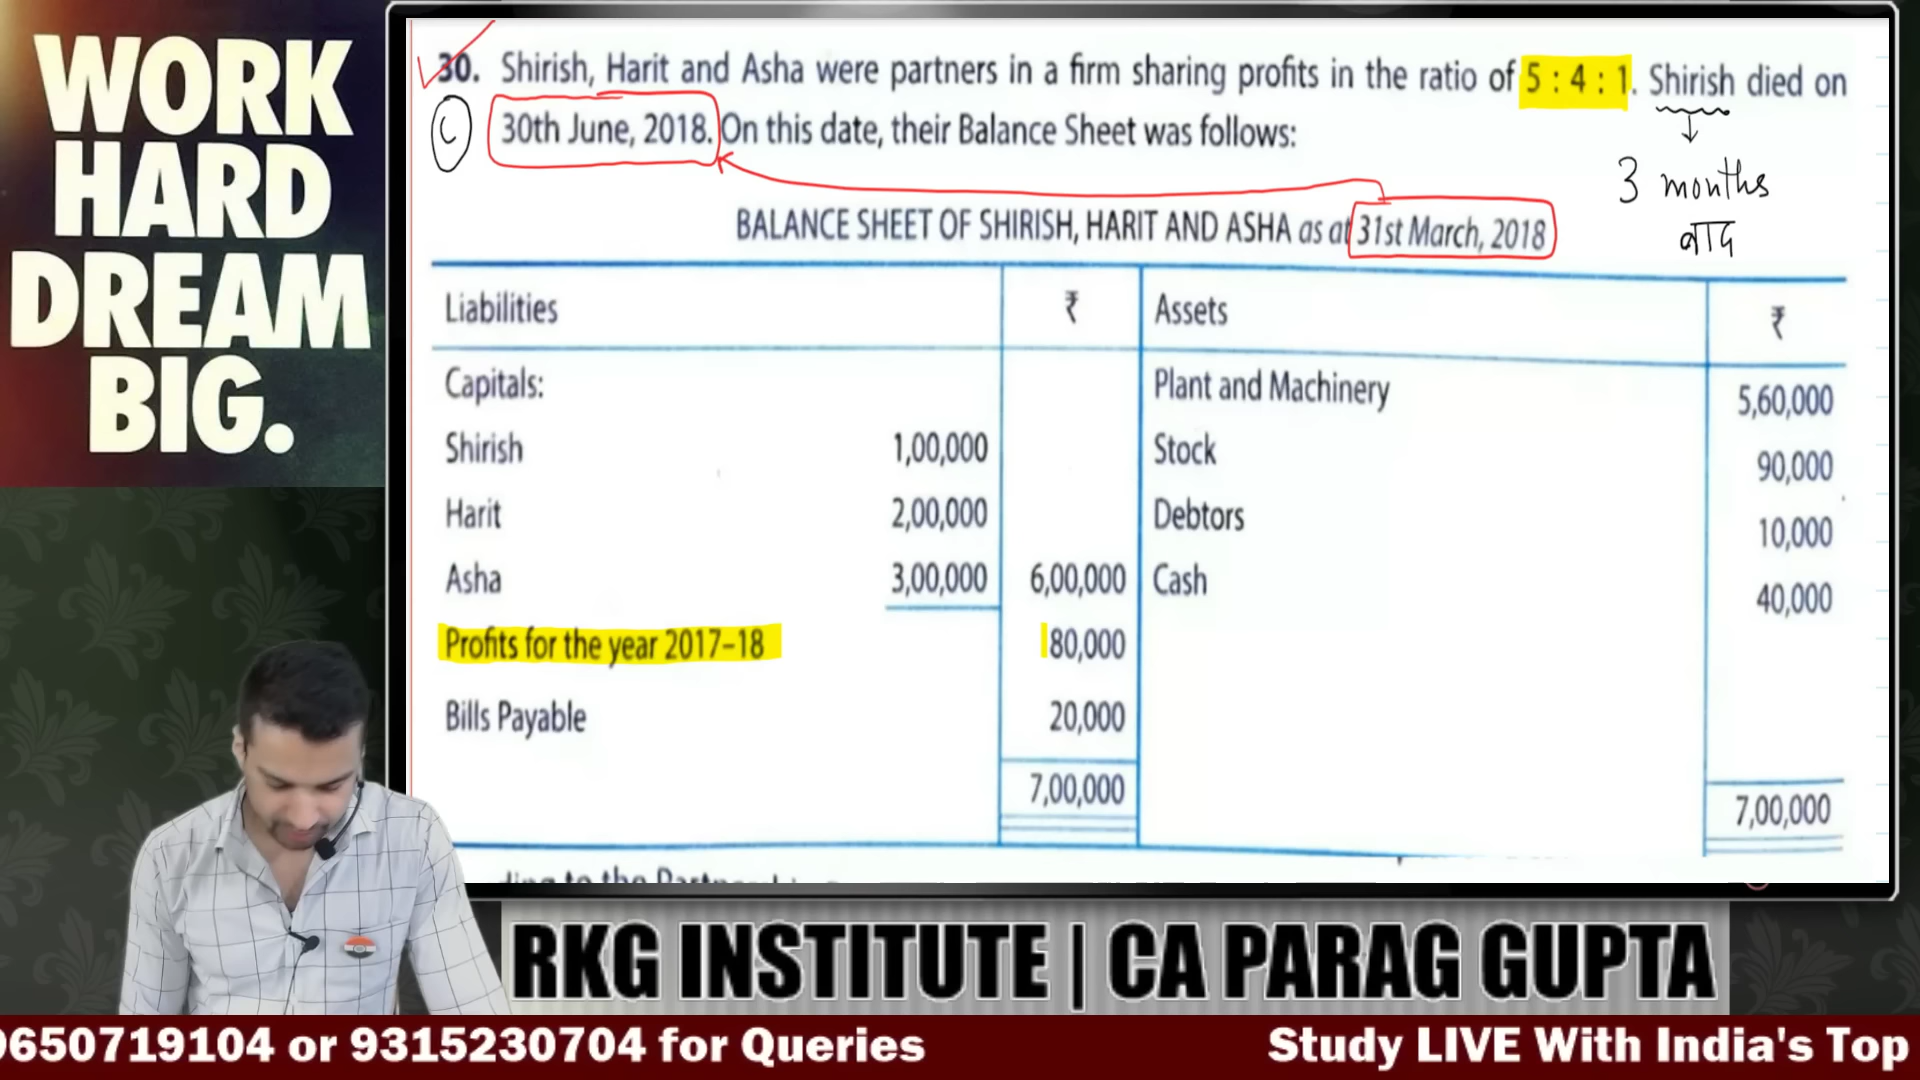 WORK
HARD
DREAM
BIG.
30. Shirish, Harit and Asha were partners in a firm sharing profits in the ratio of 5 : 4 : 1. Shirish died on
C 30th June, 2018. On this date, their Balance Sheet was follows:
3 months
बाद
BALANCE SHEET OF SHIRISH, HARIT AND ASHA as at 31st March, 2018
Liabilities ₹ Assets ₹
Capitals: Plant and Machinery 5,60,000
Shirish 1,00,000 Stock 90,000
Harit 2,00,000 Debtors 10,000
Asha 3,00,000 6,00,000 Cash 40,000
Profits for the year 2017–18 80,000
Bills Payable 20,000
7,00,000 7,00,000
RKG INSTITUTE | CA PARAG GUPTA
9650719104 or 9315230704 for Queries Study LIVE With India's Top